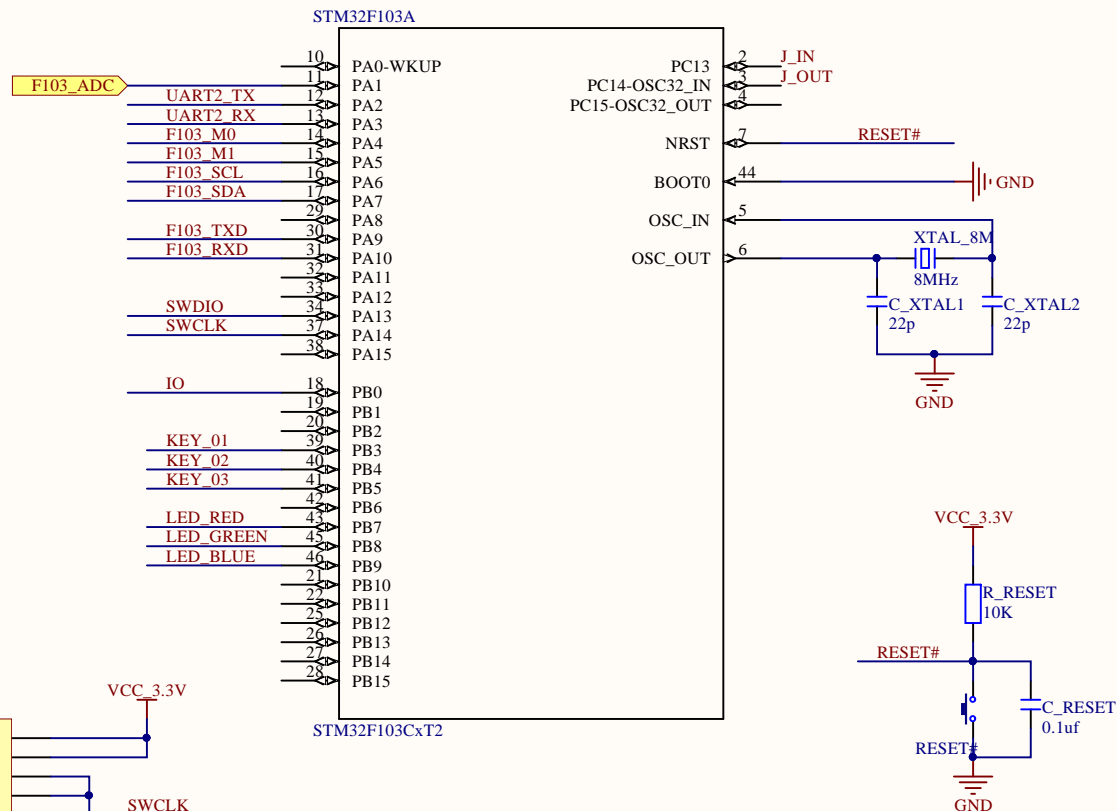 STM32F103A
10 PA0-WKUP
F103_ADC 11 PA1
UART2_TX 12 PA2
UART2_RX 13 PA3
F103_M0 14 PA4
F103_M1 15 PA5
F103_SCL 16 PA6
F103_SDA 17 PA7
29 PA8
F103_TXD 30 PA9
F103_RXD 31 PA10
32 PA11
33 PA12
SWDIO 34 PA13
SWCLK 37 PA14
38 PA15
IO 18 PB0
19 PB1
20 PB2
KEY_01 39 PB3
KEY_02 40 PB4
KEY_03 41 PB5
42 PB6
LED_RED 43 PB7
LED_GREEN 45 PB8
LED_BLUE 46 PB9
21 PB10
22 PB11
25 PB12
26 PB13
27 PB14
28 PB15
PC13 2 J_IN
PC14-OSC32_IN 3 J_OUT
PC15-OSC32_OUT 4
NRST 7 RESET#
BOOT0 44 GND
OSC_IN 5
OSC_OUT 6
XTAL_8M
8MHz
C_XTAL1
22p
C_XTAL2
22p
GND
STM32F103CxT2
VCC_3.3V
R_RESET
10K
RESET#
C_RESET
0.1uf
RESET#
GND
VCC_3.3V
SWCLK